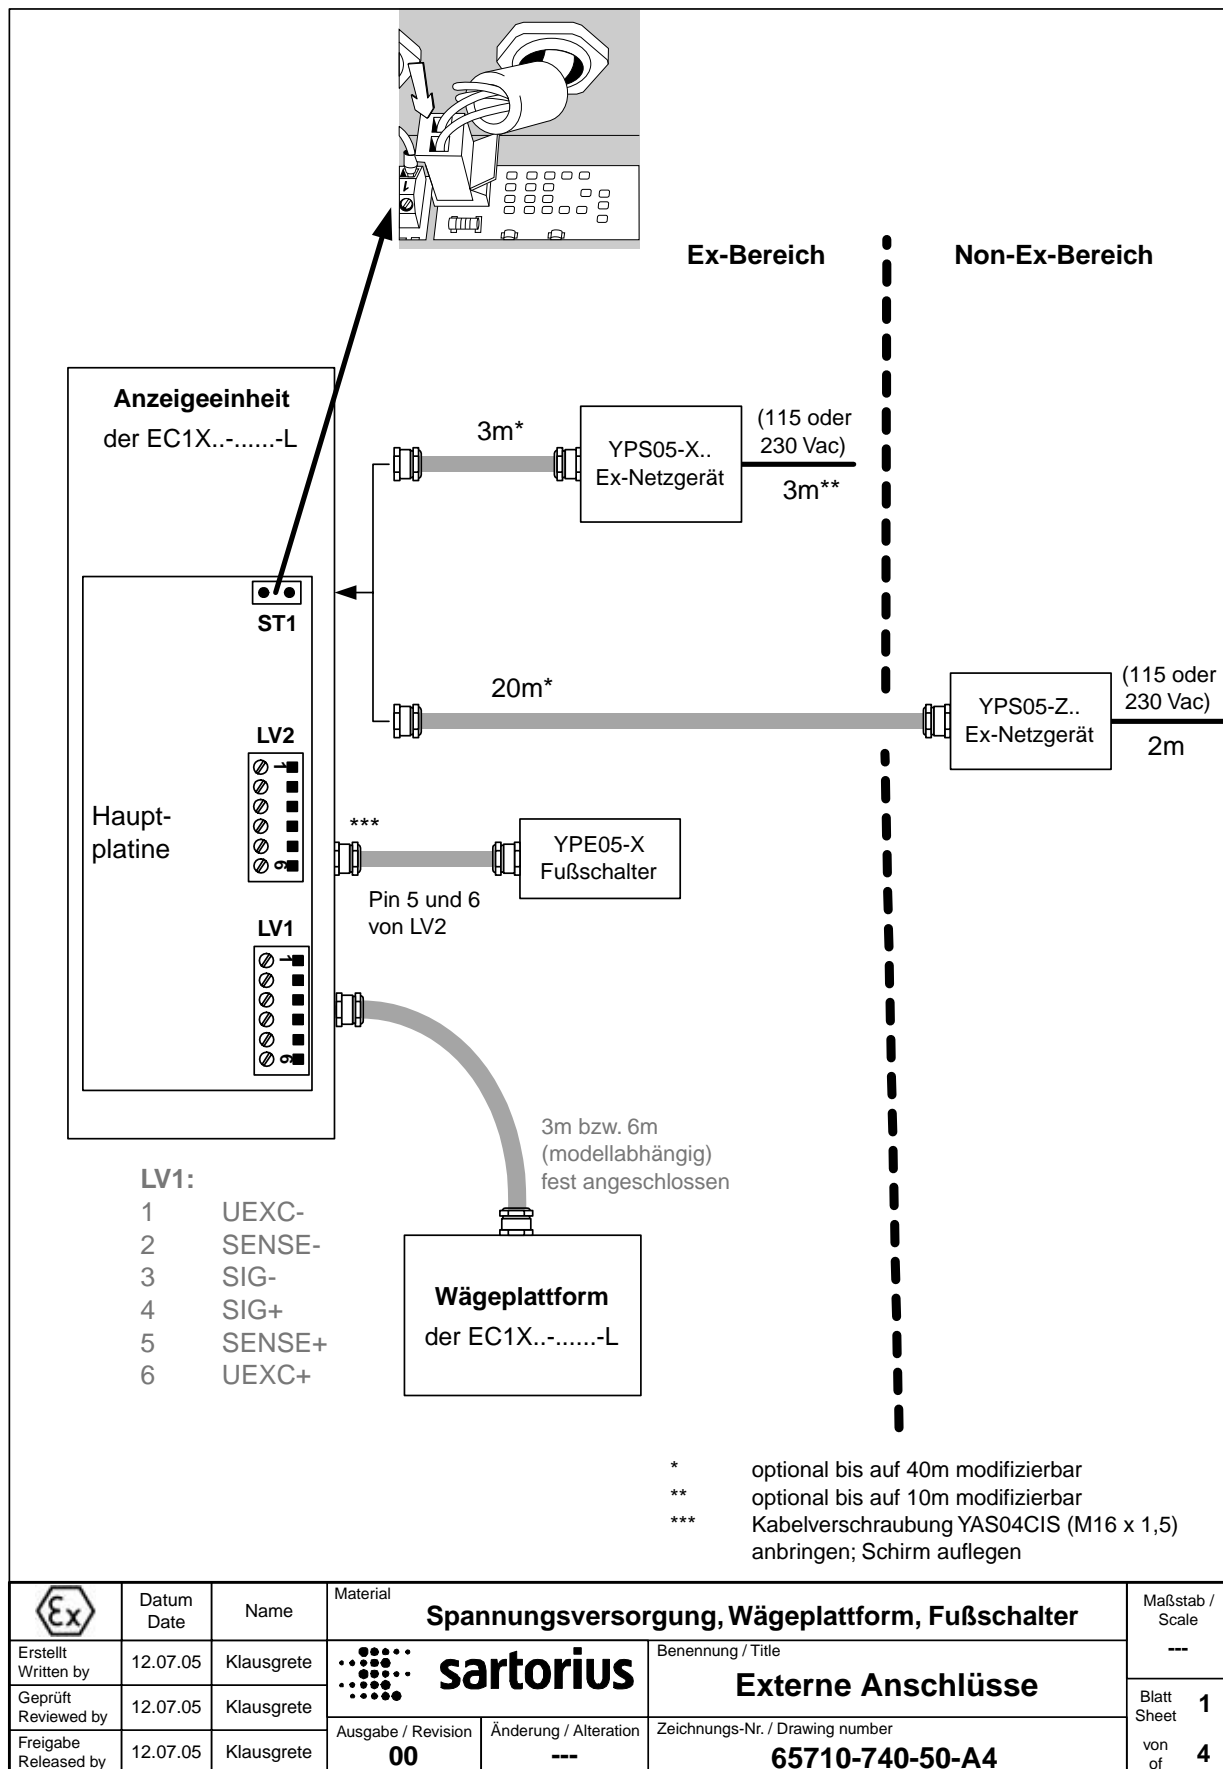 Ex-Bereich
Non-Ex-Bereich
Anzeigeeinheit
der EC1X..-......-L
3m*
YPS05-X..
Ex-Netzgerät
(115 oder
230 Vac)
3m**
ST1
20m*
YPS05-Z..
Ex-Netzgerät
(115 oder
230 Vac)
2m
LV2
1
6
Haupt-
platine
***
YPE05-X
Fußschalter
Pin 5 und 6
von LV2
LV1
1
6
3m bzw. 6m
(modellabhängig)
fest angeschlossen
LV1:
1 UEXC-
2 SENSE-
3 SIG-
4 SIG+
5 SENSE+
6 UEXC+
Wägeplattform
der EC1X..-......-L
* optional bis auf 40m modifizierbar
** optional bis auf 10m modifizierbar
*** Kabelverschraubung YAS04CIS (M16 x 1,5)
anbringen; Schirm auflegen
Ex
Datum
Date
Name
Material
Spannungsversorgung, Wägeplattform, Fußschalter
Maßstab /
Scale
---
Erstellt
Written by
12.07.05
Klausgrete
sartorius
Benennung / Title
Externe Anschlüsse
Geprüft
Reviewed by
12.07.05
Klausgrete
Blatt
Sheet
1
Freigabe
Released by
12.07.05
Klausgrete
Ausgabe / Revision
00
Änderung / Alteration
---
Zeichnungs-Nr. / Drawing number
65710-740-50-A4
von
of
4